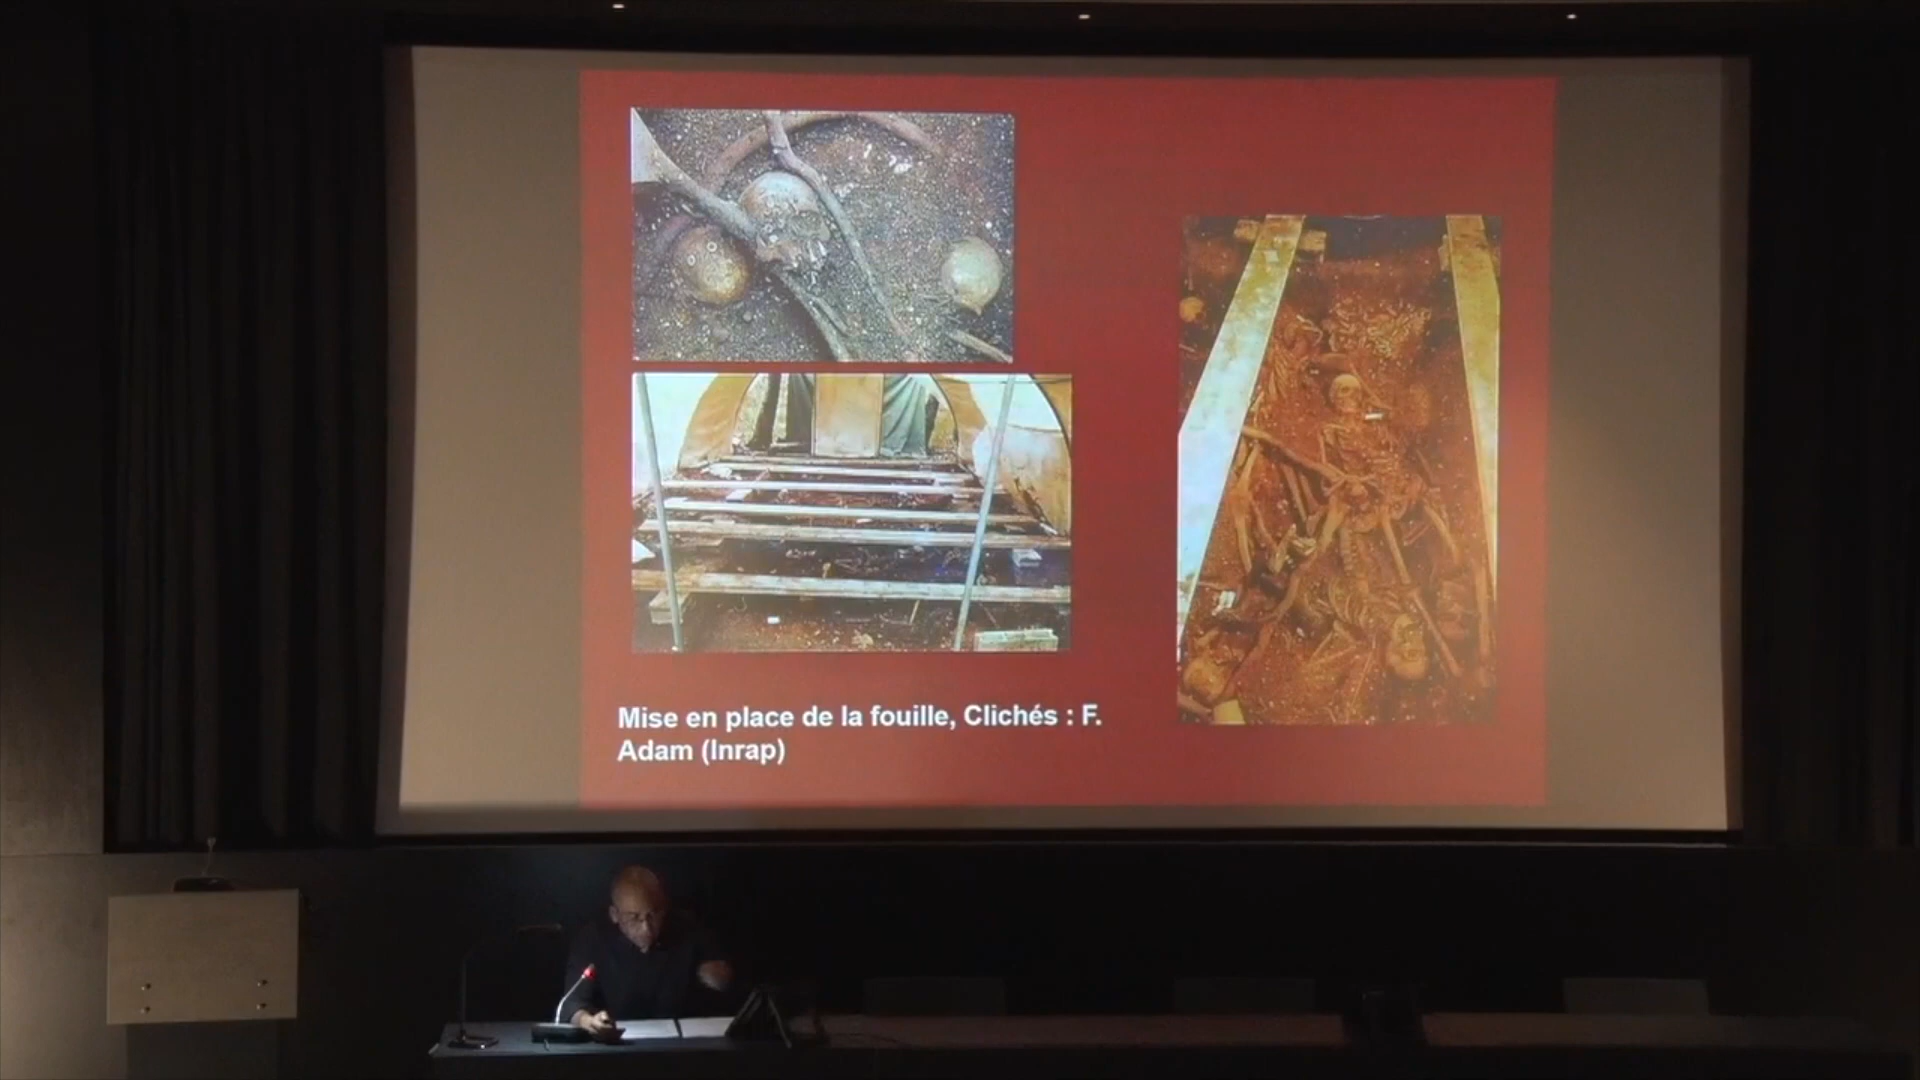 Mise en place de la fouille, Clichés : F.
Adam (Inrap)